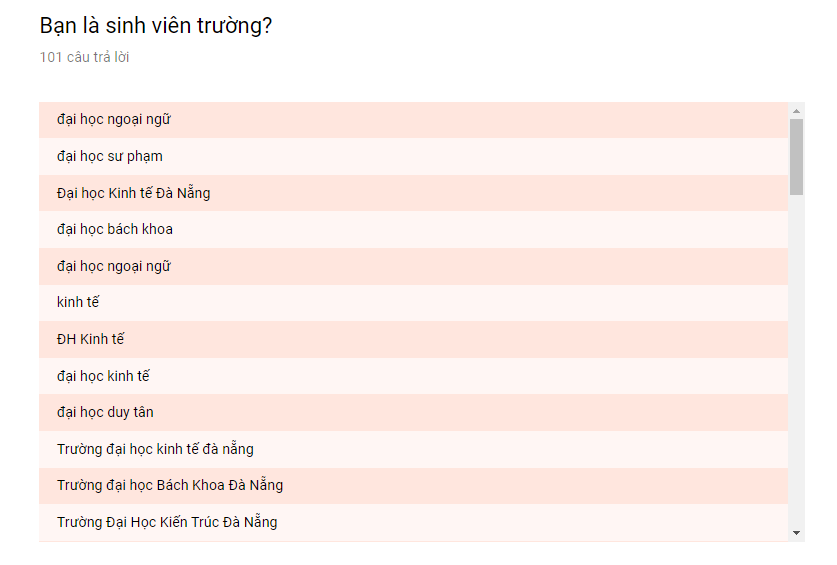 Bạn là sinh viên trường?
101 câu trả lời
đại học ngoại ngữ
đại học sư phạm
Đại học Kinh tế Đà Nẵng
đại học bách khoa
đại học ngoại ngữ
kinh tế
ĐH Kinh tế
đại học kinh tế
đại học duy tân
Trường đại học kinh tế đà nẵng
Trường đại học Bách Khoa Đà Nẵng
Trường Đại Học Kiến Trúc Đà Nẵng